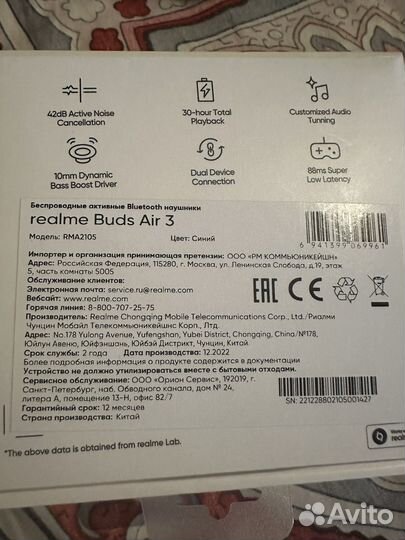 42dB Active Noise
Cancellation
30-hour Total
Playback
Customized Audio
Tunning
10mm Dynamic
Bass Boost Driver
Dual Device
Connection
88ms Super
Low Latency
Беспроводные активные Bluetooth наушники
realme Buds Air 3
Модель: RMA2105
Цвет: Синий
6 941399 069961
Импортер и организация принимающая претензии: ООО «РМ КОММЬЮНИКЕЙШН»
Адрес: Российская Федерация, 115280, г. Москва, ул. Ленинская Слобода, д.19, этаж
5, часть комнаты 5005
Обслуживание клиентов:
Электронная почта: service.ru@realme.com
Вебсайт: www.realme.com
Горячая линия: 8-800-707-25-75
EAC
Производитель: Realme Chongqing Mobile Telecommunications Corp., Ltd./Риалми
Чунцин Мобайл Телекоммьюникейшнс Корп., Лтд.
Адрес: No.178 Yulong Avenue, Yufengshan, Yubei District, Chongqing, China/№178,
Юйлун Авеню, Юйфэншань, Юйбэй Дистрикт, Чунцин, Китай.
Срок службы: 2 года
Дата производства: 12.2022
Более подробная информация о продукте содержится в документации
Устройство не должно утилизироваться вместе с бытовыми отходами.
Сервисное обслуживание: ООО «Орион Сервис», 192019, г.
Санкт-Петербург, наб. Обводного канала, дом № 24,
литера А, помещение 13-Н, офис 82/7
Гарантийный срок: 12 месяцев
Страна производства: Китай
SN: 221228802105001427
*The above data is obtained from realme Lab.
Works w
realm
Avito